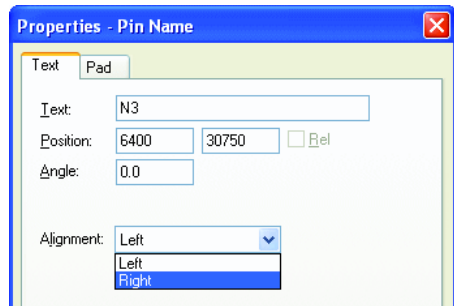 Properties - Pin Name
Text Pad
Text: N3
Position: 6400 30750 Rel
Angle: 0.0
Alignment: Left
Left
Right